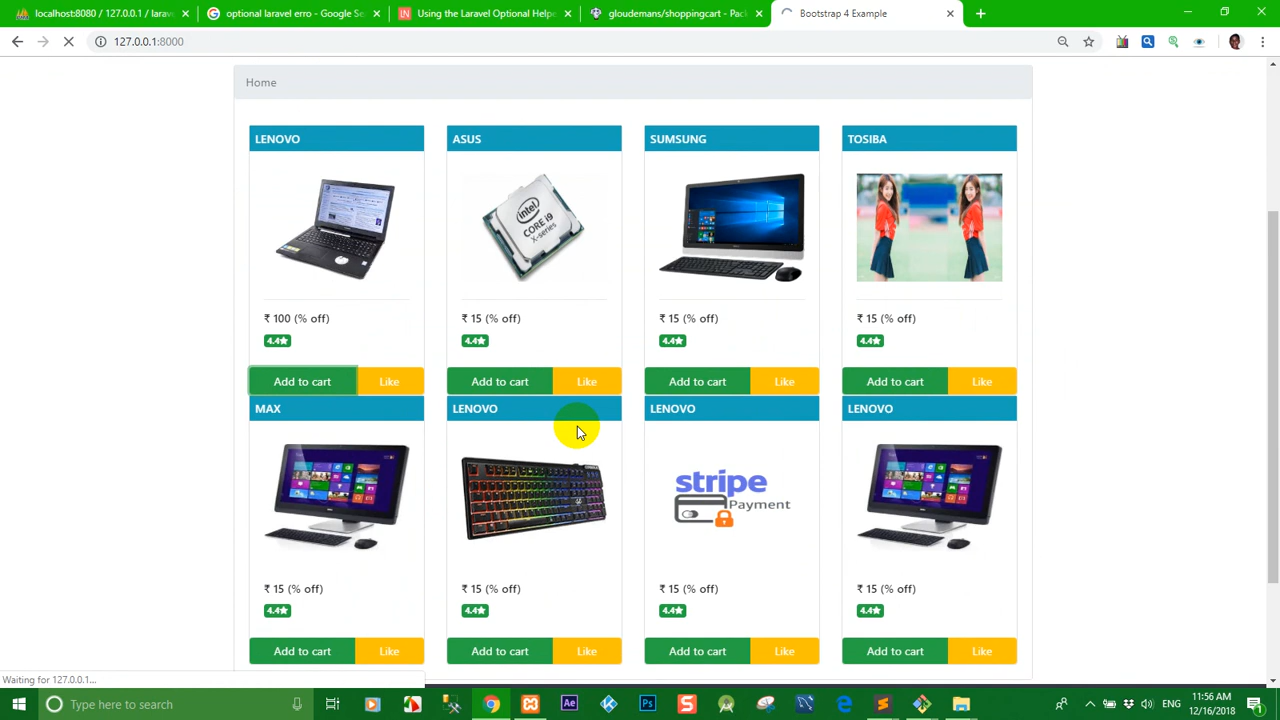 localhost:8080 / 127.0.0.1 / larav
optional laravel erro - Google Sea
Using the Laravel Optional Helpe
gloudemans/shoppingcart - Pack
Bootstrap 4 Example
127.0.0.1:8000
Home
LENOVO
ASUS
SUMSUNG
TOSIBA
intel
CORE i9
X-series
₹ 100 (% off)
₹ 15 (% off)
₹ 15 (% off)
₹ 15 (% off)
4.4★
4.4★
4.4★
4.4★
Add to cart
Like
Add to cart
Like
Add to cart
Like
Add to cart
Like
MAX
LENOVO
LENOVO
LENOVO
stripe
Payment
₹ 15 (% off)
₹ 15 (% off)
₹ 15 (% off)
₹ 15 (% off)
4.4★
4.4★
4.4★
4.4★
Add to cart
Like
Add to cart
Like
Add to cart
Like
Add to cart
Like
Waiting for 127.0.0.1...
Type here to search
ENG
11:56 AM
12/16/2018